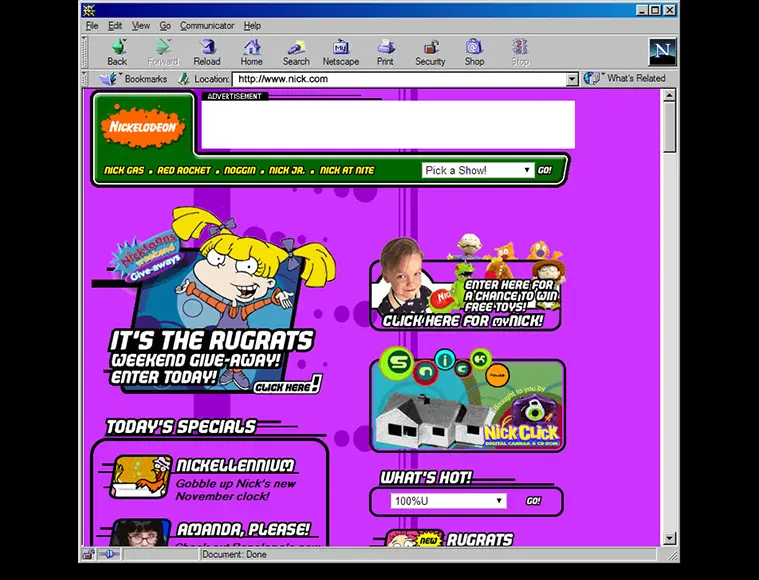 File Edit View Go Communicator Help
Back Forward Reload Home Search Netscape Print Security Shop Stop
My
N
Bookmarks Location: http://www.nick.com What's Related
ADVERTISEMENT
NICKELODEON
NICK GAS • RED ROCKET • NOGGIN • NICK JR. • NICK AT NITE
Pick a Show! GO!
Nicktoons
weekend
Give-aways
IT'S THE RUGRATS
WEEKEND GIVE-AWAY!
ENTER TODAY!
CLICK HERE!
Nick
ENTER HERE FOR
A CHANCE TO WIN
FREE TOYS!
CLICK HERE FOR MYNICK!
SNiCK
HOUSE
Brought to you by
NICK CLICK
DIGITAL CAMERA & CD-ROM
TODAY'S SPECIALS
NICKELLENNIUM
Gobble up Nick's new
November clock!
AMANDA, PLEASE!
WHAT'S HOT!
100%U GO!
NEW
RUGRATS
Document: Done